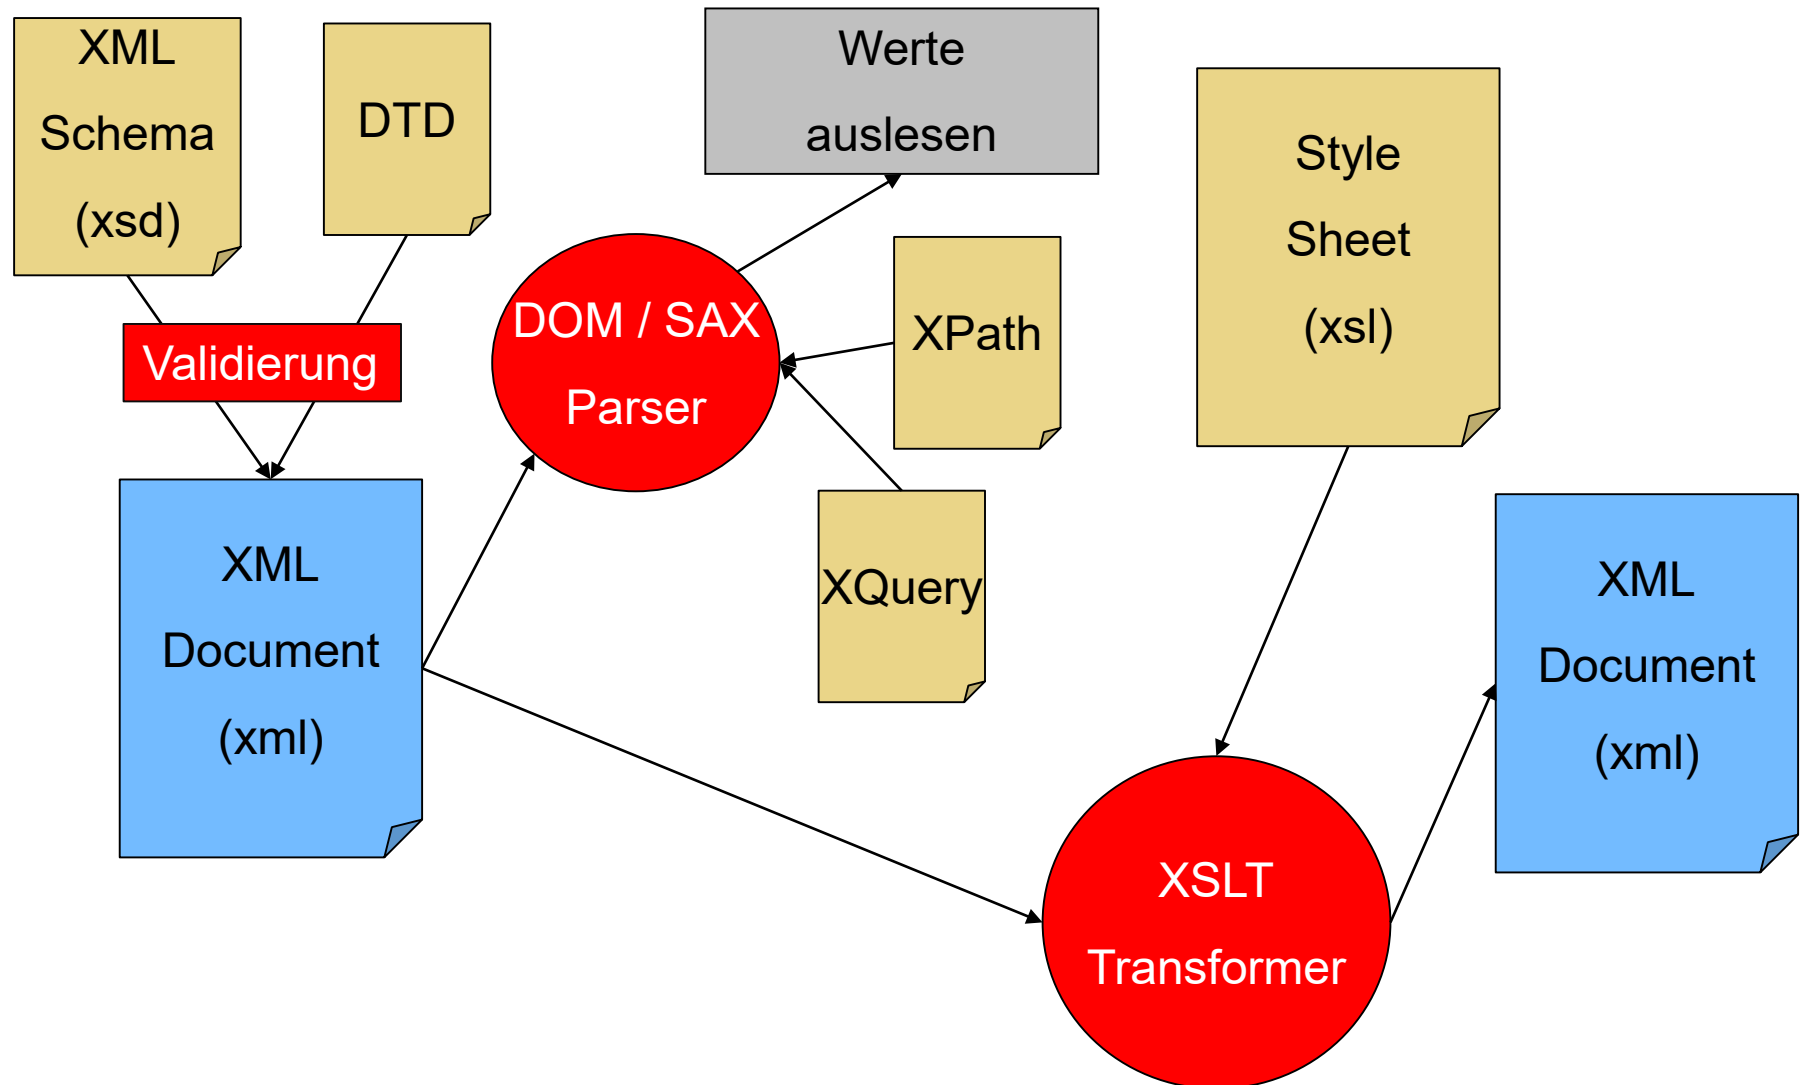 XML
Schema
(xsd)
DTD
Werte
auslesen
Style
Sheet
(xsl)
Validierung
DOM / SAX
Parser
XPath
XQuery
XML
Document
(xml)
XML
Document
(xml)
XSLT
Transformer